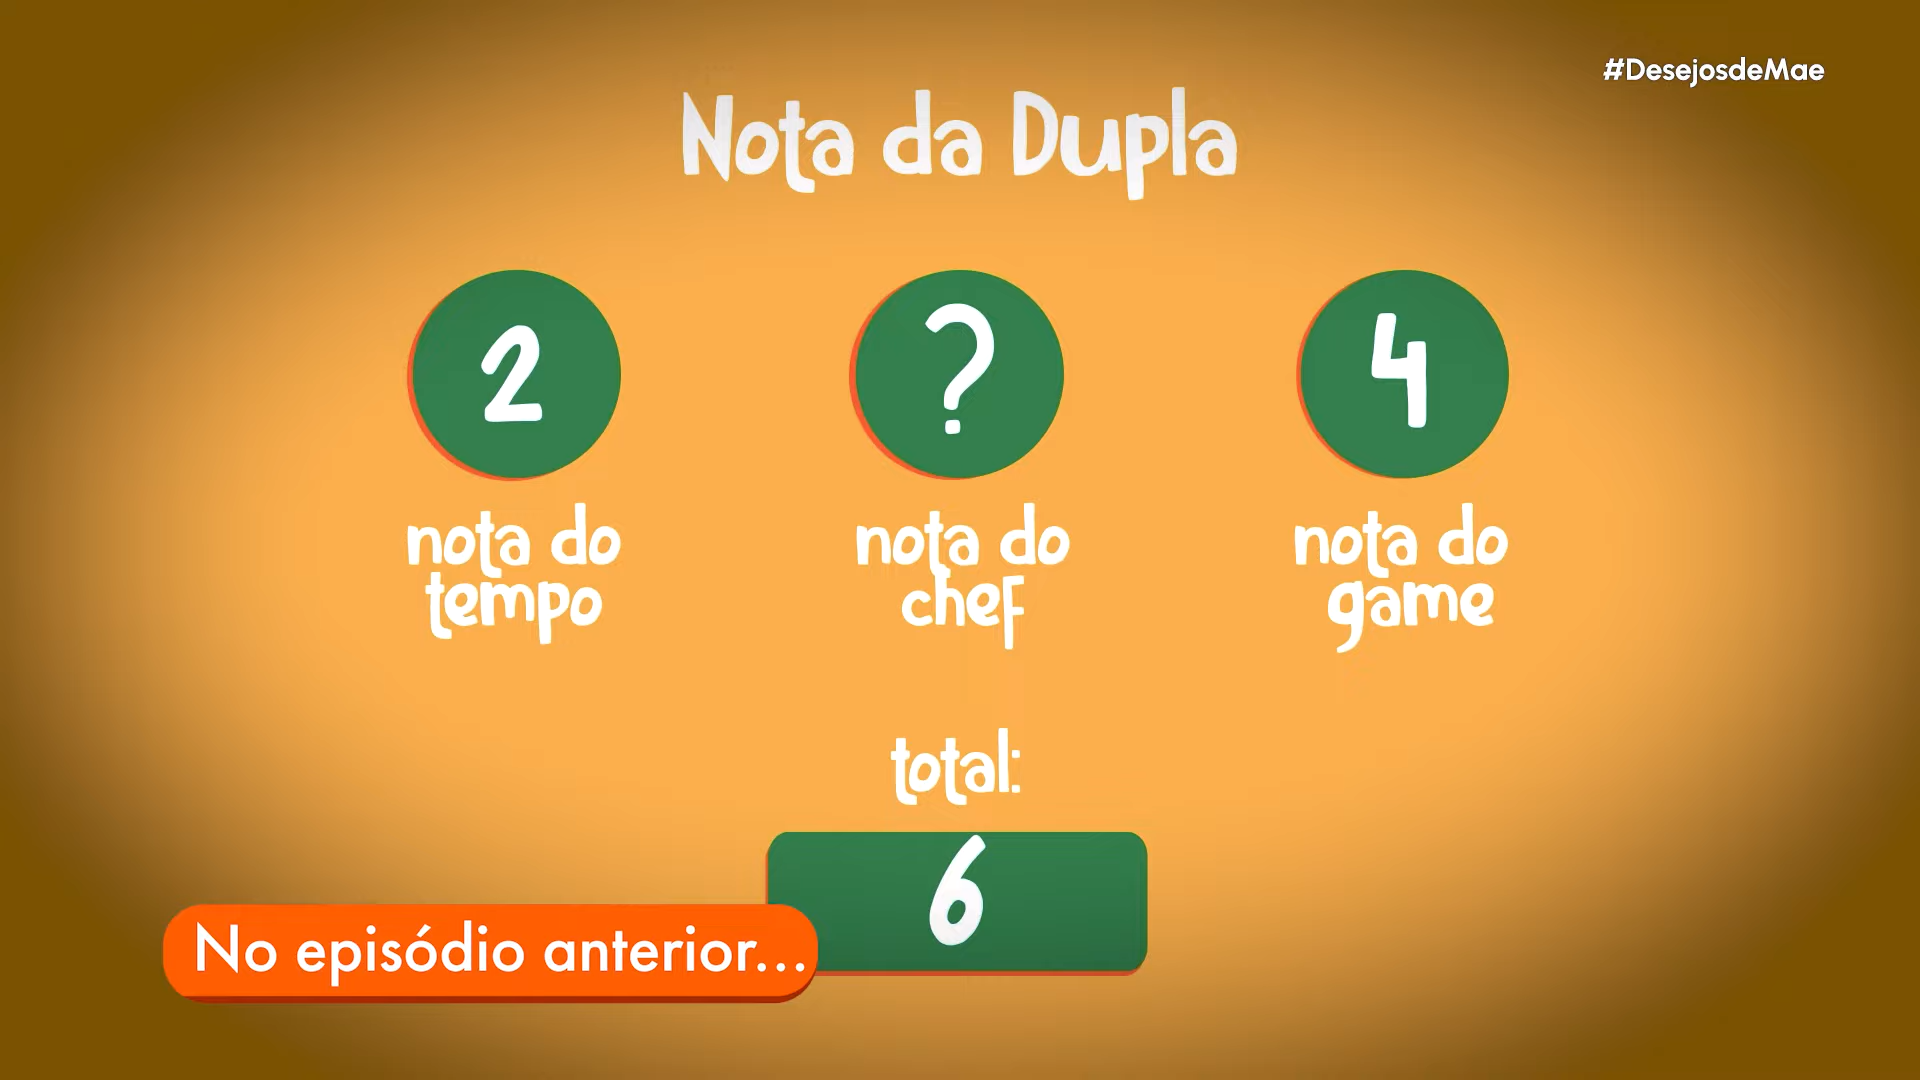 #DesejosdeMae
Nota da Dupla
2
?
4
nota do
tempo
nota do
chef
nota do
game
total:
6
No episódio anterior...